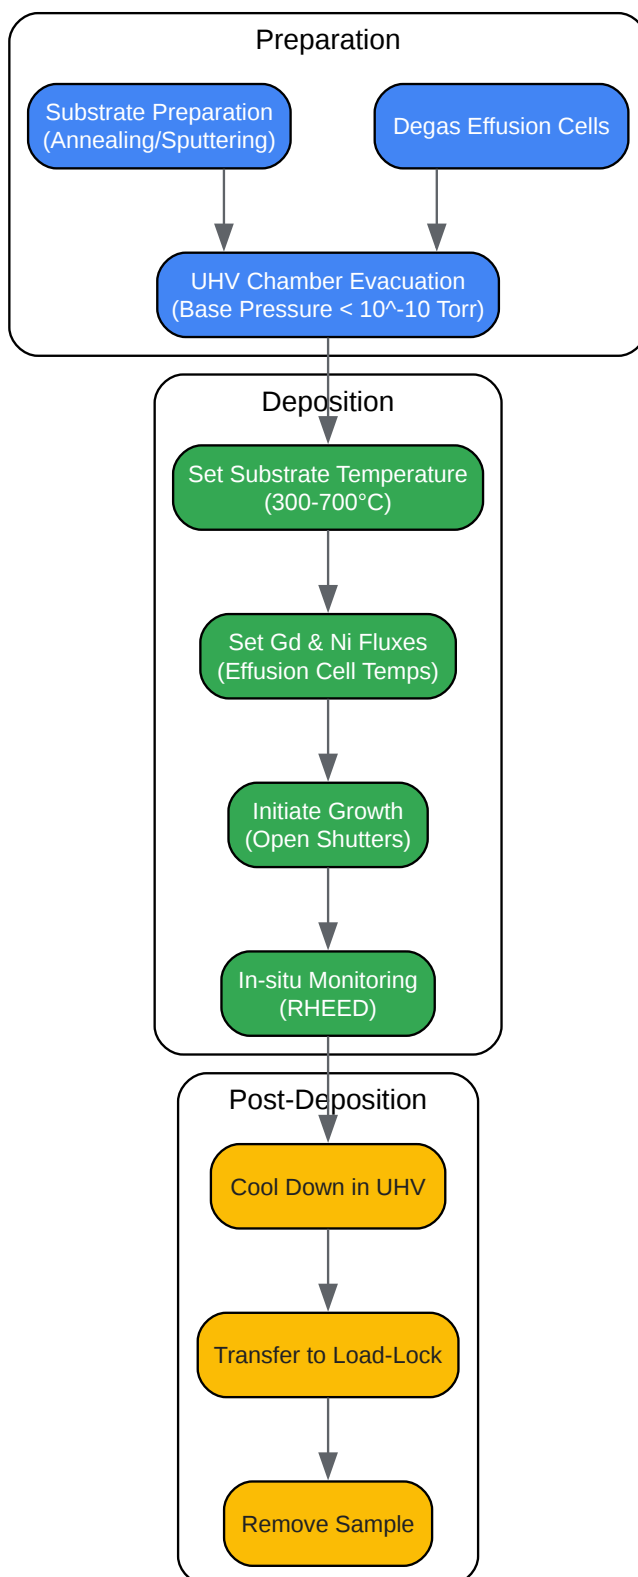 Preparation
Substrate Preparation
(Annealing/Sputtering)
Degas Effusion Cells
UHV Chamber Evacuation
(Base Pressure < 10^-10 Torr)
Deposition
Set Substrate Temperature
(300-700°C)
Set Gd & Ni Fluxes
(Effusion Cell Temps)
Initiate Growth
(Open Shutters)
In-situ Monitoring
(RHEED)
Post-Deposition
Cool Down in UHV
Transfer to Load-Lock
Remove Sample